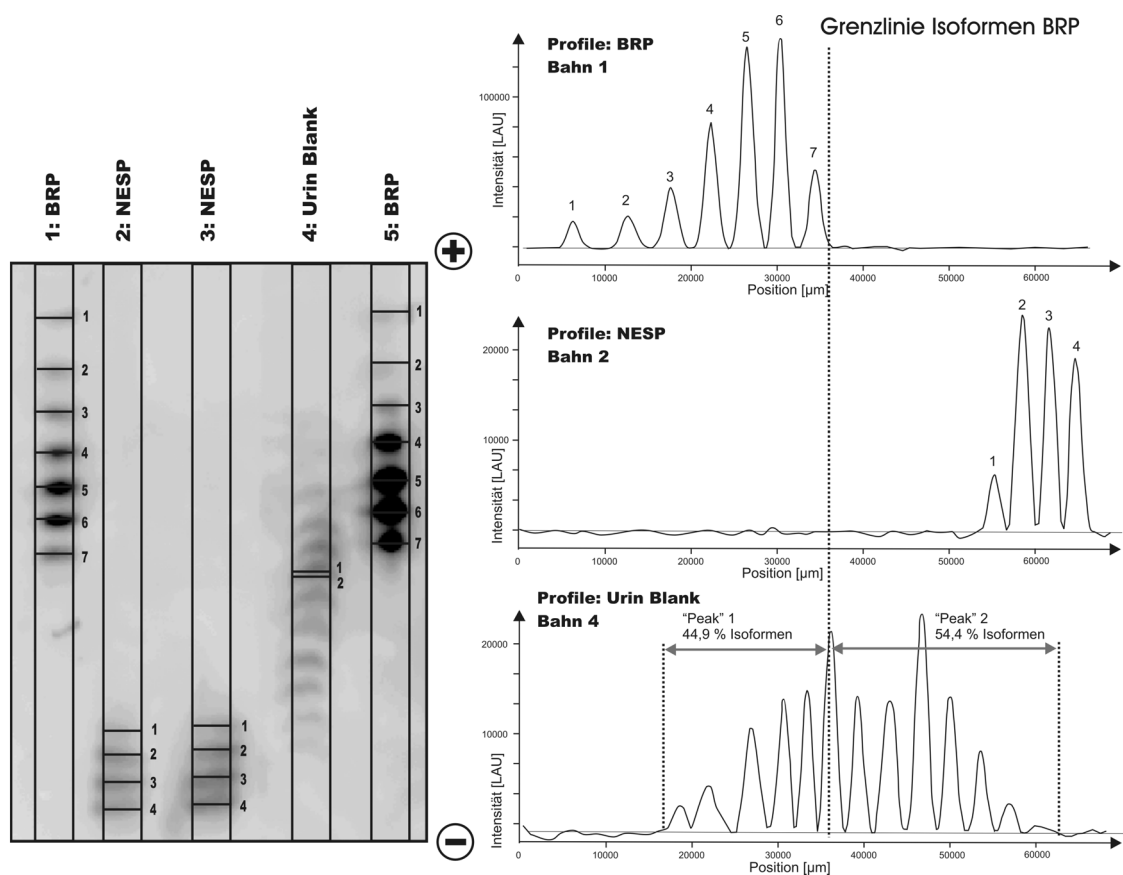 1: BRP
2: NESP
3: NESP
4: Urin Blank
5: BRP
+
1
2
3
4
5
6
7
1
2
3
4
1
2
3
4
1
2
1
2
3
4
5
6
7
−
Grenzlinie Isoformen BRP
Profile: BRP
Bahn 1
Intensität [LAU]
100000
1
2
3
4
5
6
7
10000
20000
30000
40000
50000
60000
Position [µm]
Profile: NESP
Bahn 2
Intensität [LAU]
20000
10000
0
1
2
3
4
0
10000
20000
30000
40000
50000
60000
Position [µm]
Profile: Urin Blank
Bahn 4
Intensität [LAU]
20000
10000
0
"Peak" 1
44,9 % Isoformen
"Peak" 2
54,4 % Isoformen
0
10000
20000
30000
40000
50000
60000
Position [µm]